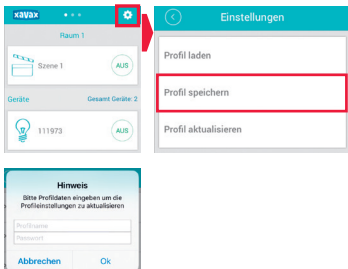 xavax
Raum 1
Szene 1
AUS
Geräte
Gesamt Geräte: 2
111973
AUS
Einstellungen
Profil laden
Profil speichern
Profil aktualisieren
Hinweis
Bitte Profildaten eingeben um die
Profileinstellungen zu aktualisieren
Profilname
Passwort
Abbrechen
Ok